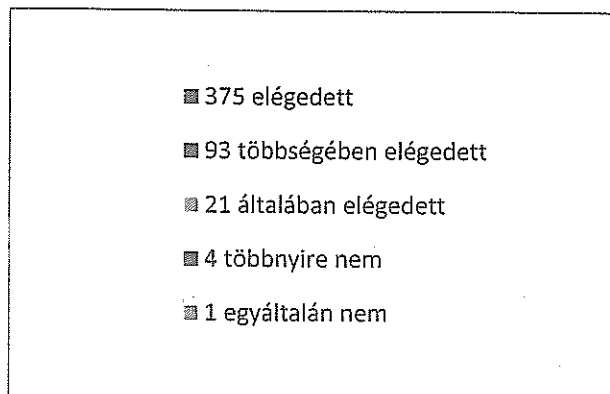 375 elégedett
93 többségében elégedett
21 általában elégedett
4 többnyire nem
1 egyáltalán nem